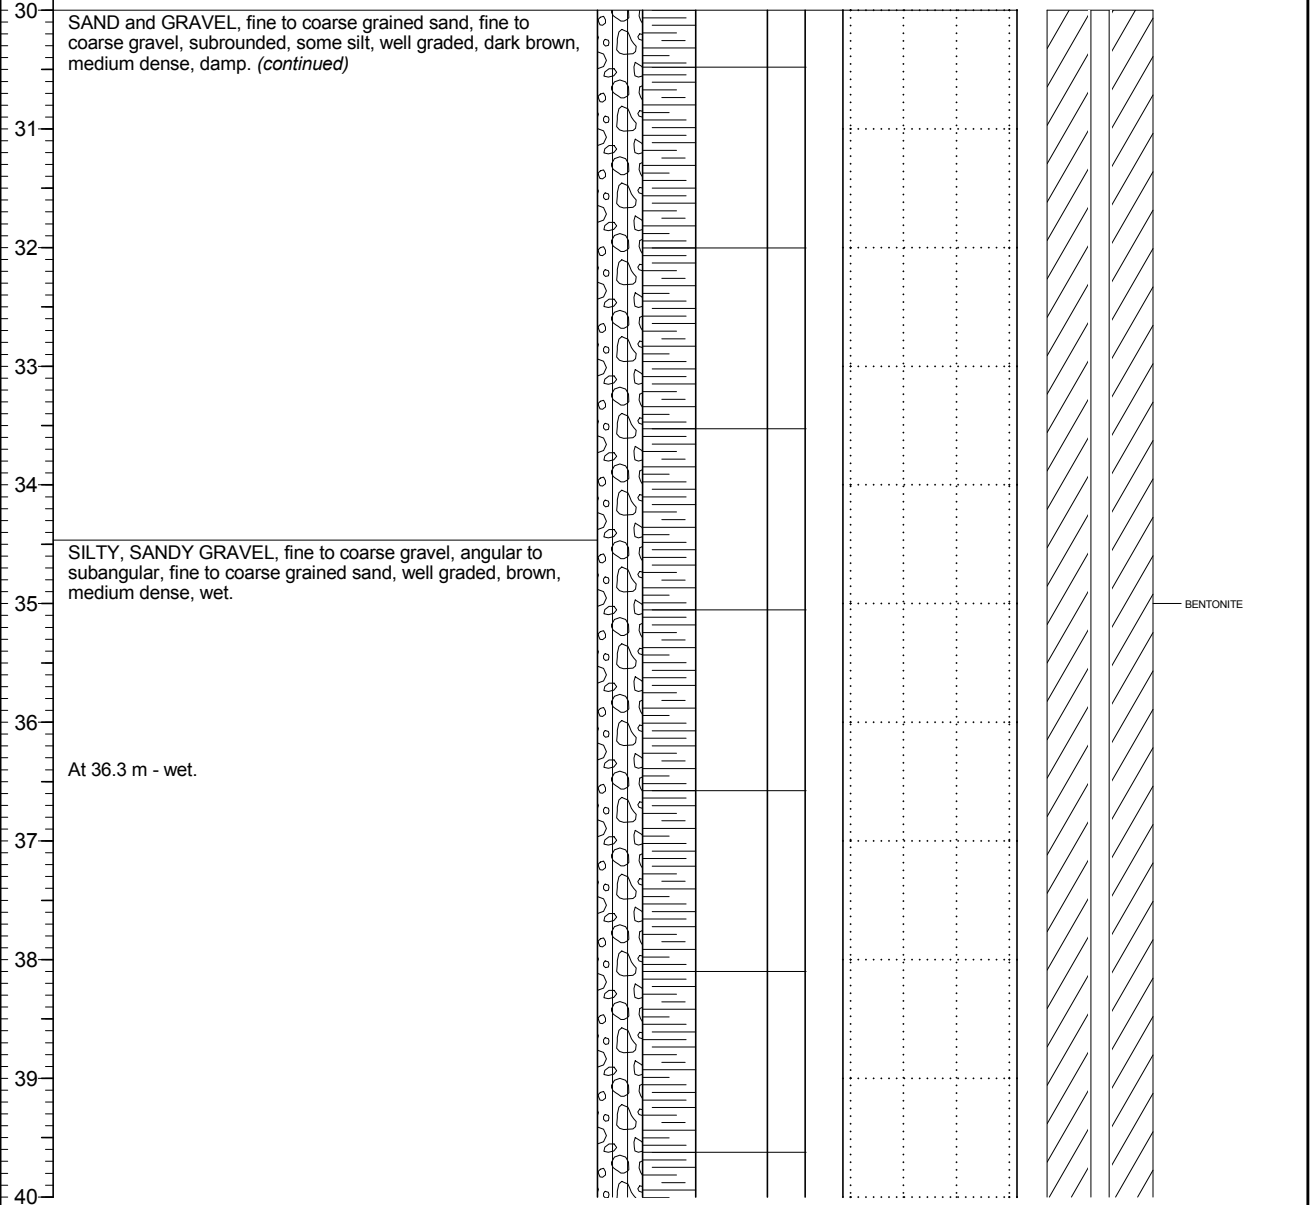 30
SAND and GRAVEL, fine to coarse grained sand, fine to
coarse gravel, subrounded, some silt, well graded, dark brown,
medium dense, damp. (continued)
31
32
33
34
SILTY, SANDY GRAVEL, fine to coarse gravel, angular to
subangular, fine to coarse grained sand, well graded, brown,
medium dense, wet.
35
BENTONITE
36
At 36.3 m - wet.
37
38
39
40